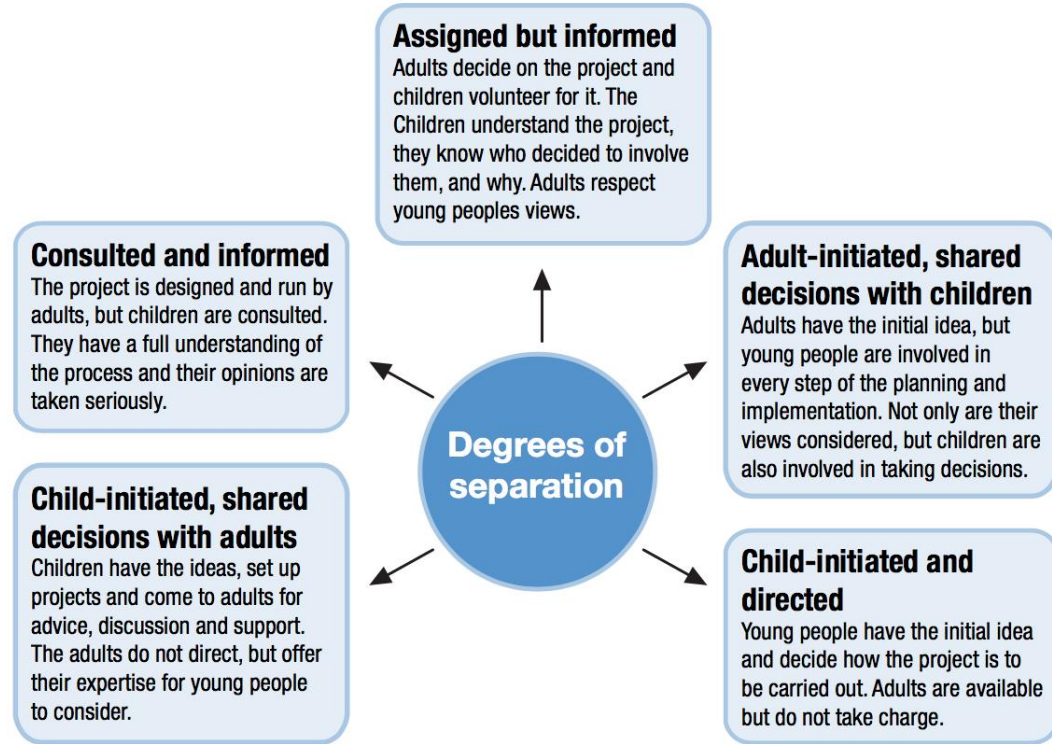 Assigned but informed
Adults decide on the project and
children volunteer for it. The
Children understand the project,
they know who decided to involve
them, and why. Adults respect
young peoples views.
Consulted and informed
The project is designed and run by
adults, but children are consulted.
They have a full understanding of
the process and their opinions are
taken seriously.
Adult-initiated, shared
decisions with children
Adults have the initial idea, but
young people are involved in
every step of the planning and
implementation. Not only are their
views considered, but children are
also involved in taking decisions.
Degrees of
separation
Child-initiated, shared
decisions with adults
Children have the ideas, set up
projects and come to adults for
advice, discussion and support.
The adults do not direct, but offer
their expertise for young people
to consider.
Child-initiated and
directed
Young people have the initial idea
and decide how the project is to
be carried out. Adults are available
but do not take charge.